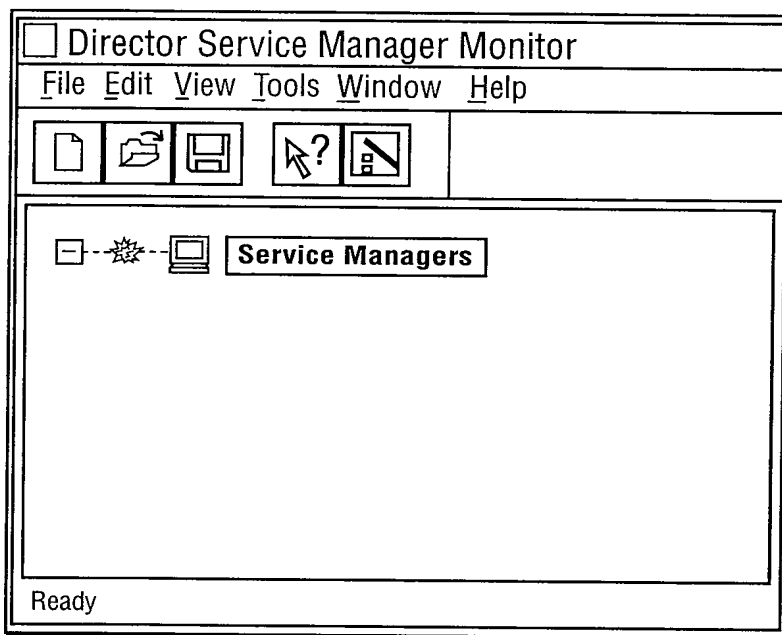 Director Service Manager Monitor
File Edit View Tools Window Help
?
Service Managers
Ready